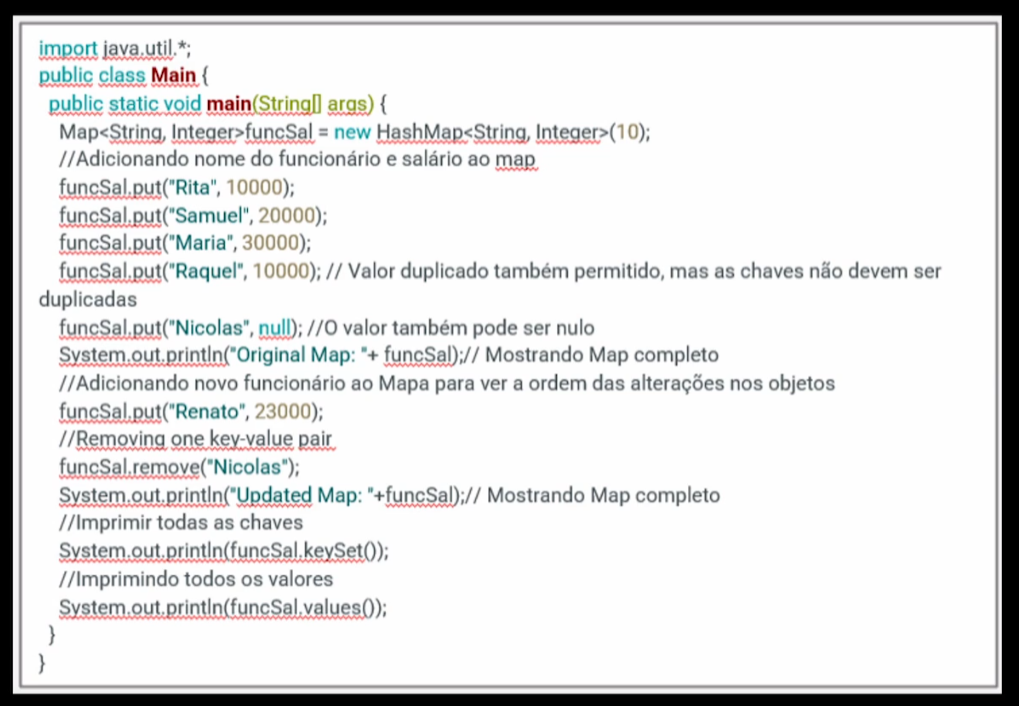 import java.util.*;
public class Main {
public static void main(String[] args) {
Map<String, Integer>funcSal = new HashMap<String, Integer>(10);
//Adicionando nome do funcionário e salário ao map
funcSal.put("Rita", 10000);
funcSal.put("Samuel", 20000);
funcSal.put("Maria", 30000);
funcSal.put("Raquel", 10000); // Valor duplicado também permitido, mas as chaves não devem ser
duplicadas
funcSal.put("Nicolas", null); //O valor também pode ser nulo
System.out.println("Original Map: "+ funcSal);// Mostrando Map completo
//Adicionando novo funcionário ao Mapa para ver a ordem das alterações nos objetos
funcSal.put("Renato", 23000);
//Removing one key-value pair
funcSal.remove("Nicolas");
System.out.println("Updated Map: "+funcSal);// Mostrando Map completo
//Imprimir todas as chaves
System.out.println(funcSal.keySet());
//Imprimindo todos os valores
System.out.println(funcSal.values());
}
}